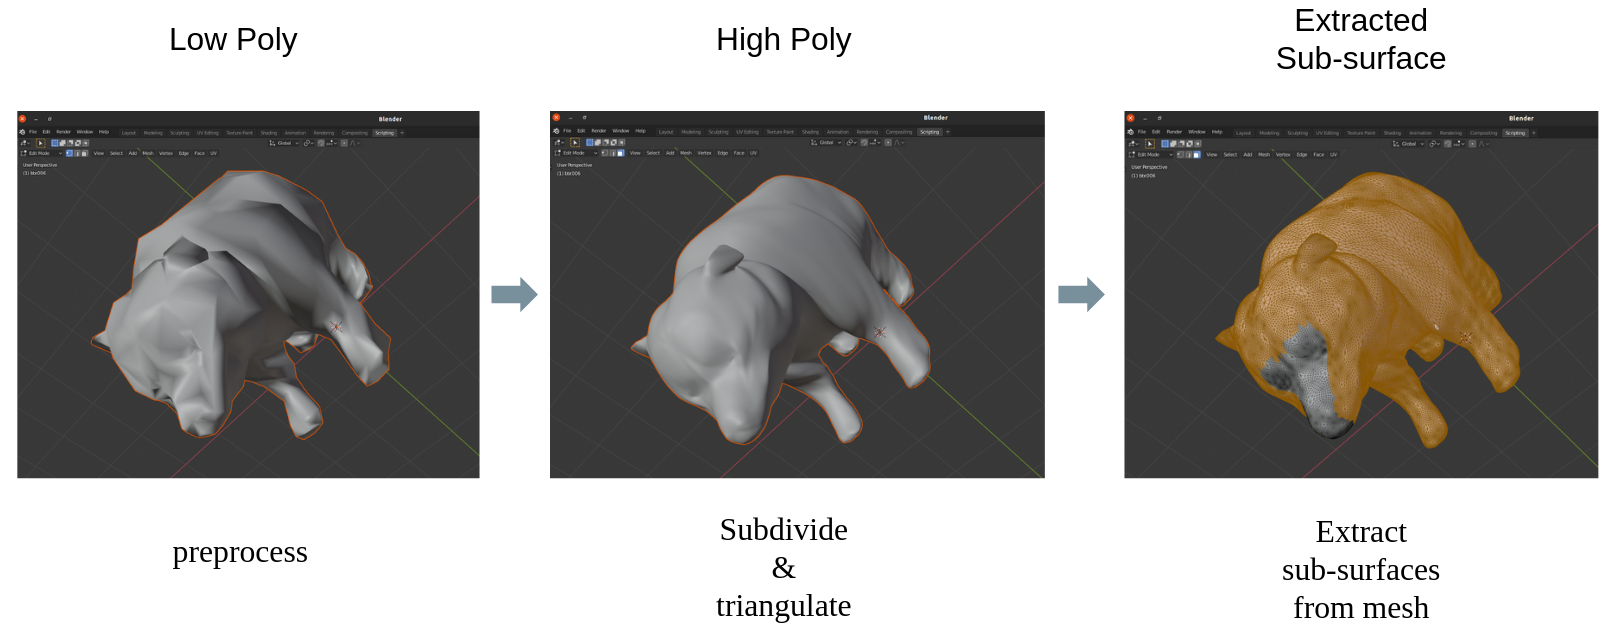 Low Poly
High Poly
Extracted
Sub-surface
Blender
File Edit Render Window Help Layout Modeling Sculpting UV Editing Texture Paint Shading Animation Rendering Compositing Scripting +
Global
Edit Mode View Select Add Mesh Vertex Edge Face UV
User Perspective
(1) bbx006
Blender
File Edit Render Window Help Layout Modeling Sculpting UV Editing Texture Paint Shading Animation Rendering Compositing Scripting +
Global
Edit Mode View Select Add Mesh Vertex Edge Face UV
User Perspective
(1) bbx006
Blender
File Edit Render Window Help Layout Modeling Sculpting UV Editing Texture Paint Shading Animation Rendering Compositing Scripting +
Global
Edit Mode View Select Add Mesh Vertex Edge Face UV
User Perspective
(1) bbx006
preprocess
Subdivide
&
triangulate
Extract
sub-surfaces
from mesh